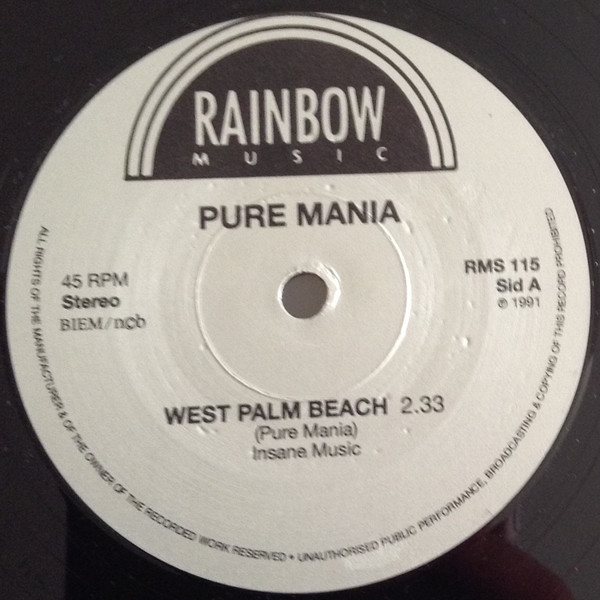 RAINBOW
MUSIC
PURE MANIA
45 RPM
Stereo
BIEM/n©b
RMS 115
Sid A
℗ 1991
WEST PALM BEACH 2.33
(Pure Mania)
Insane Music
ALL RIGHTS OF THE MANUFACTURER & OF THE OWNER OF THE RECORDED WORK RESERVED • UNAUTHORISED PUBLIC PERFORMANCE, BROADCASTING & COPYING OF THIS RECORD PROHIBITED